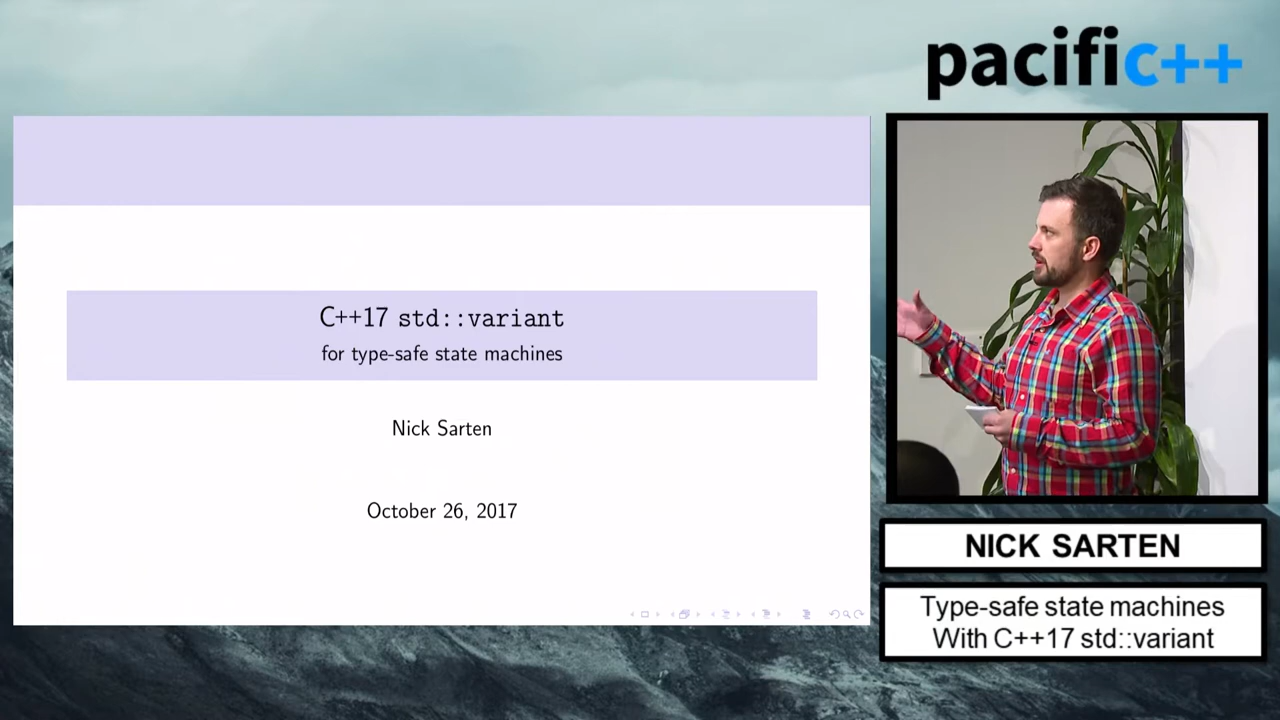 pacific++
C++17 std::variant
for type-safe state machines
Nick Sarten
October 26, 2017
NICK SARTEN
Type-safe state machines
With C++17 std::variant